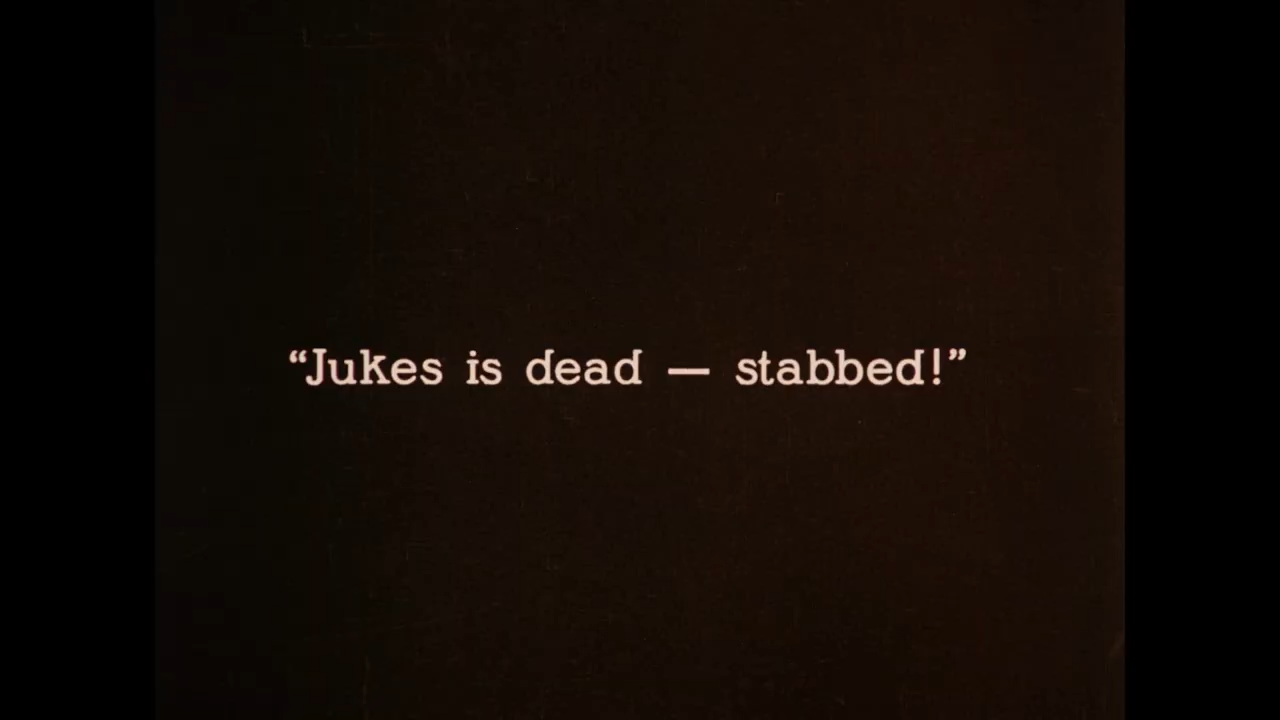 “Jukes is dead — stabbed!”